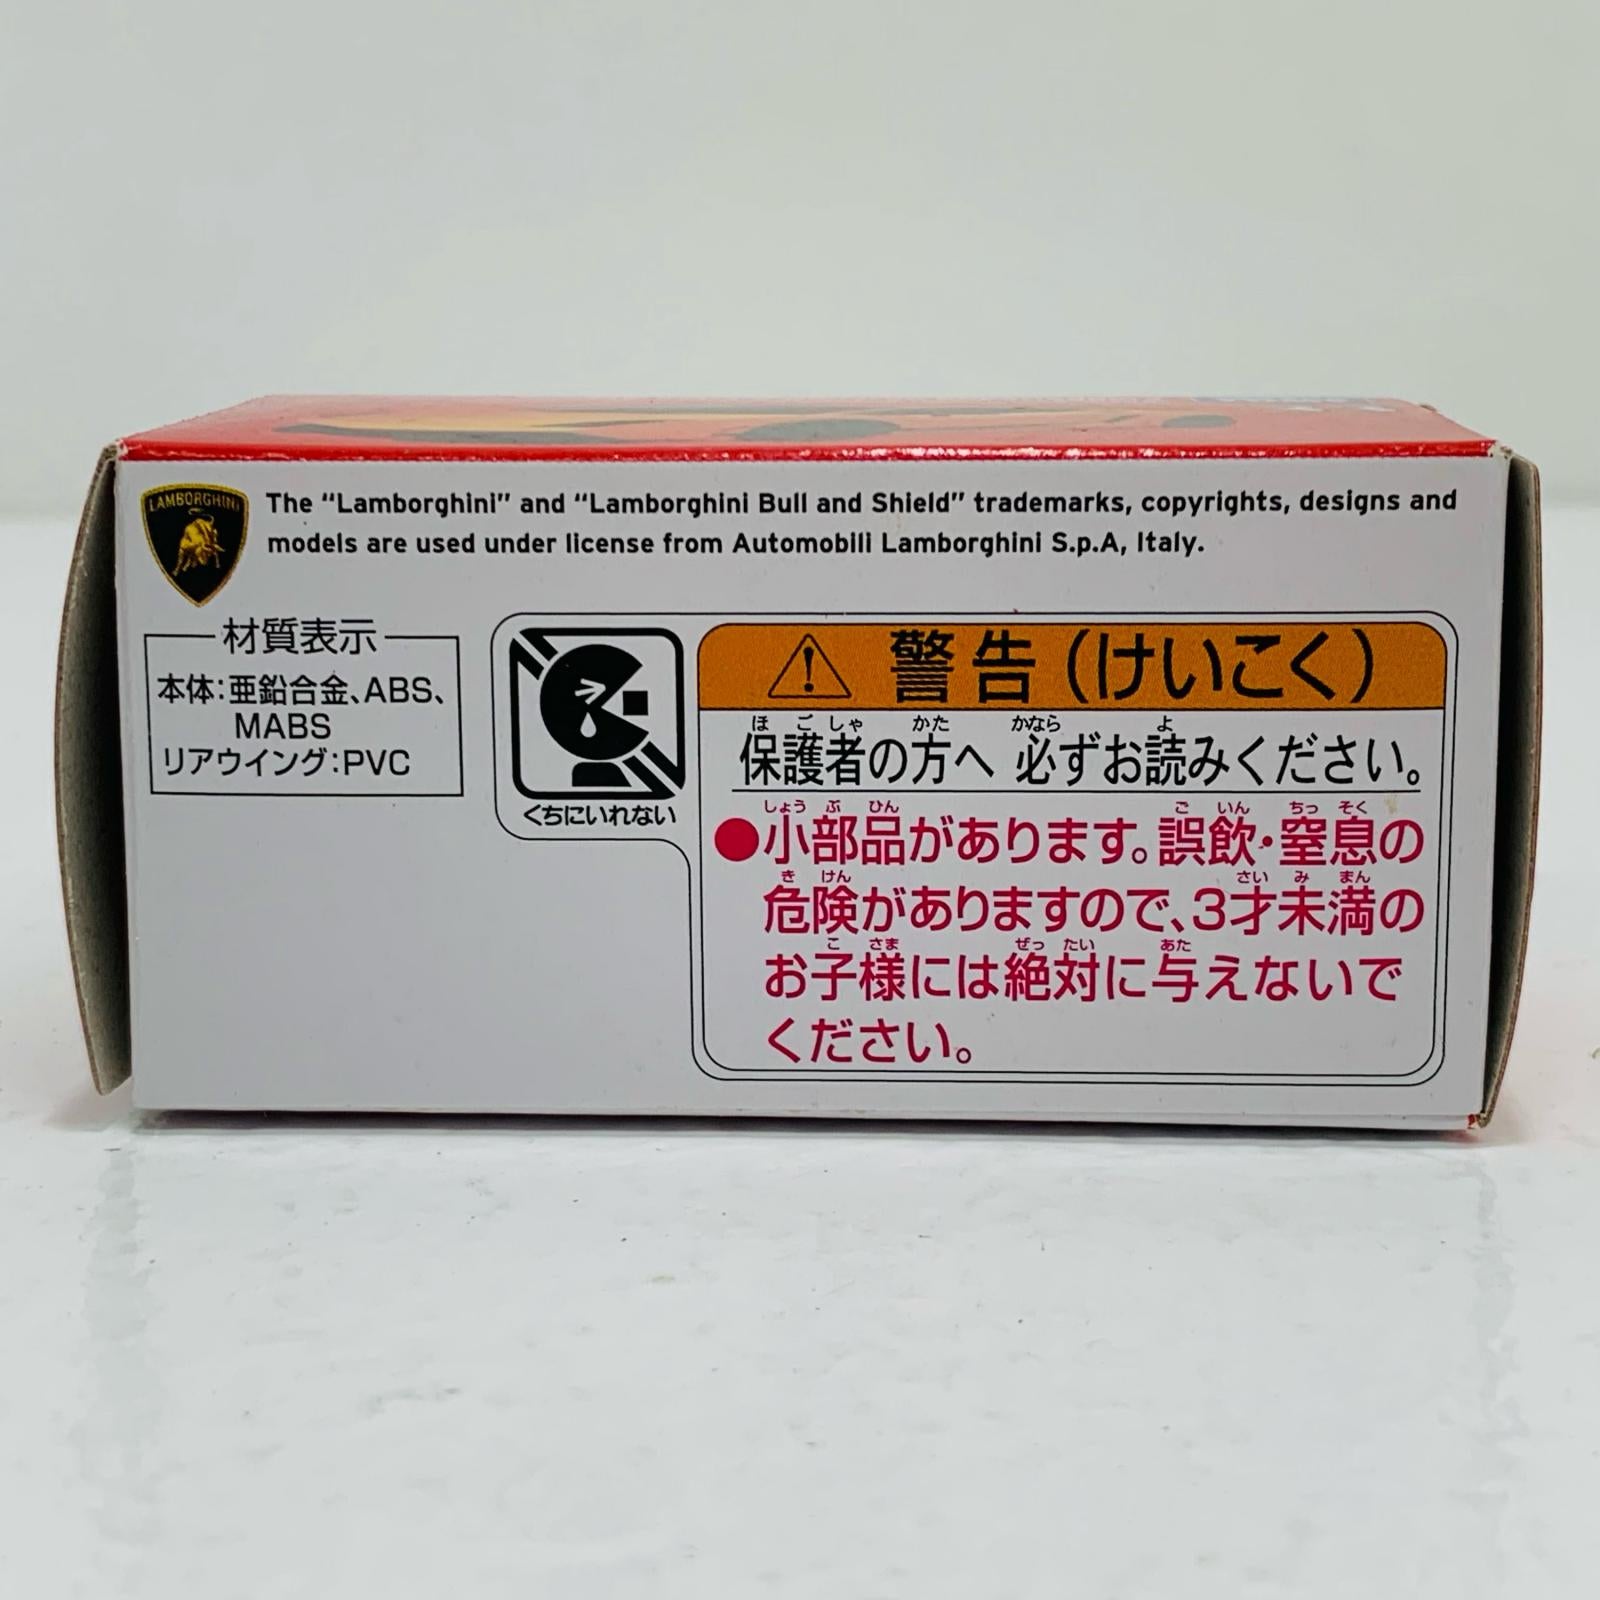 LAMBORGHINI
The “Lamborghini” and “Lamborghini Bull and Shield” trademarks, copyrights, designs and
models are used under license from Automobili Lamborghini S.p.A, Italy.
材質表示
本体：亜鉛合金、ABS、
MABS
リアウイング：PVC
くちにいれない
警告（けいこく）
ほごしゃ かた かなら よ
保護者の方へ 必ずお読みください。
しょうぶひん ごいん ちっそく
●小部品があります。誤飲・窒息の
きけん さいみまん
危険がありますので、3才未満の
こさま ぜったい あた
お子様には絶対に与えないで
ください。